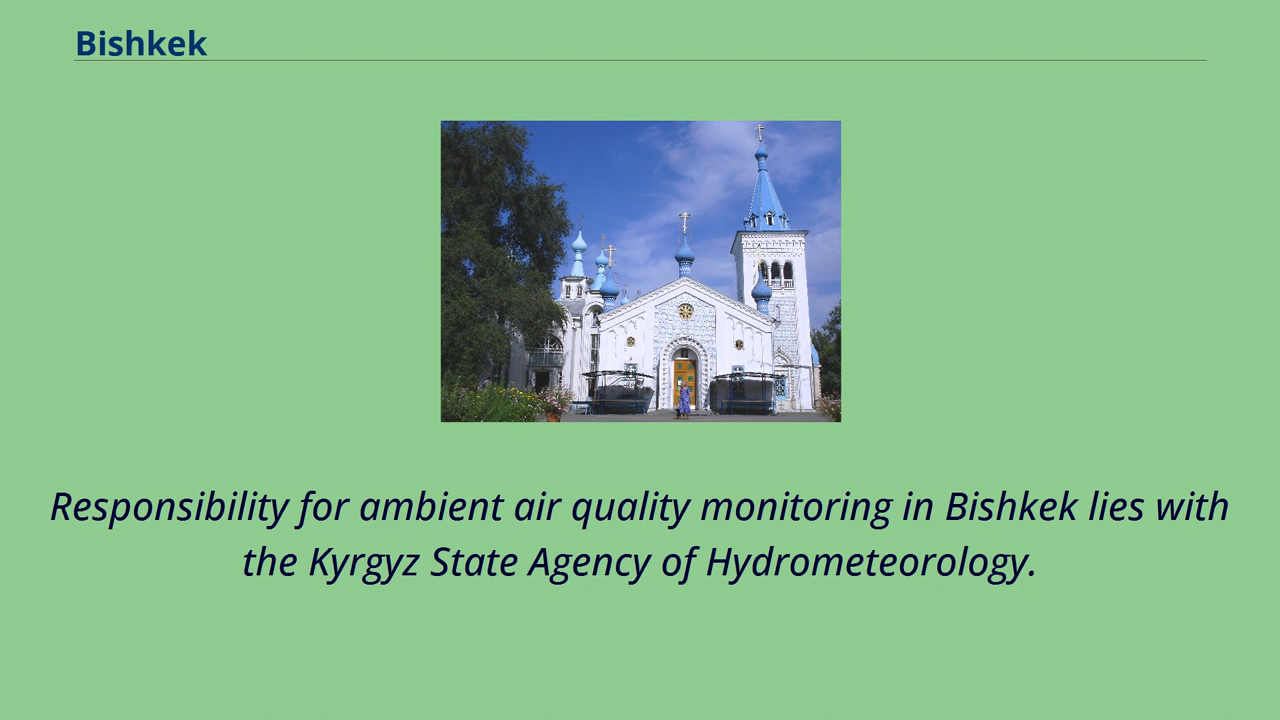 Bishkek
Responsibility for ambient air quality monitoring in Bishkek lies with
the Kyrgyz State Agency of Hydrometeorology.